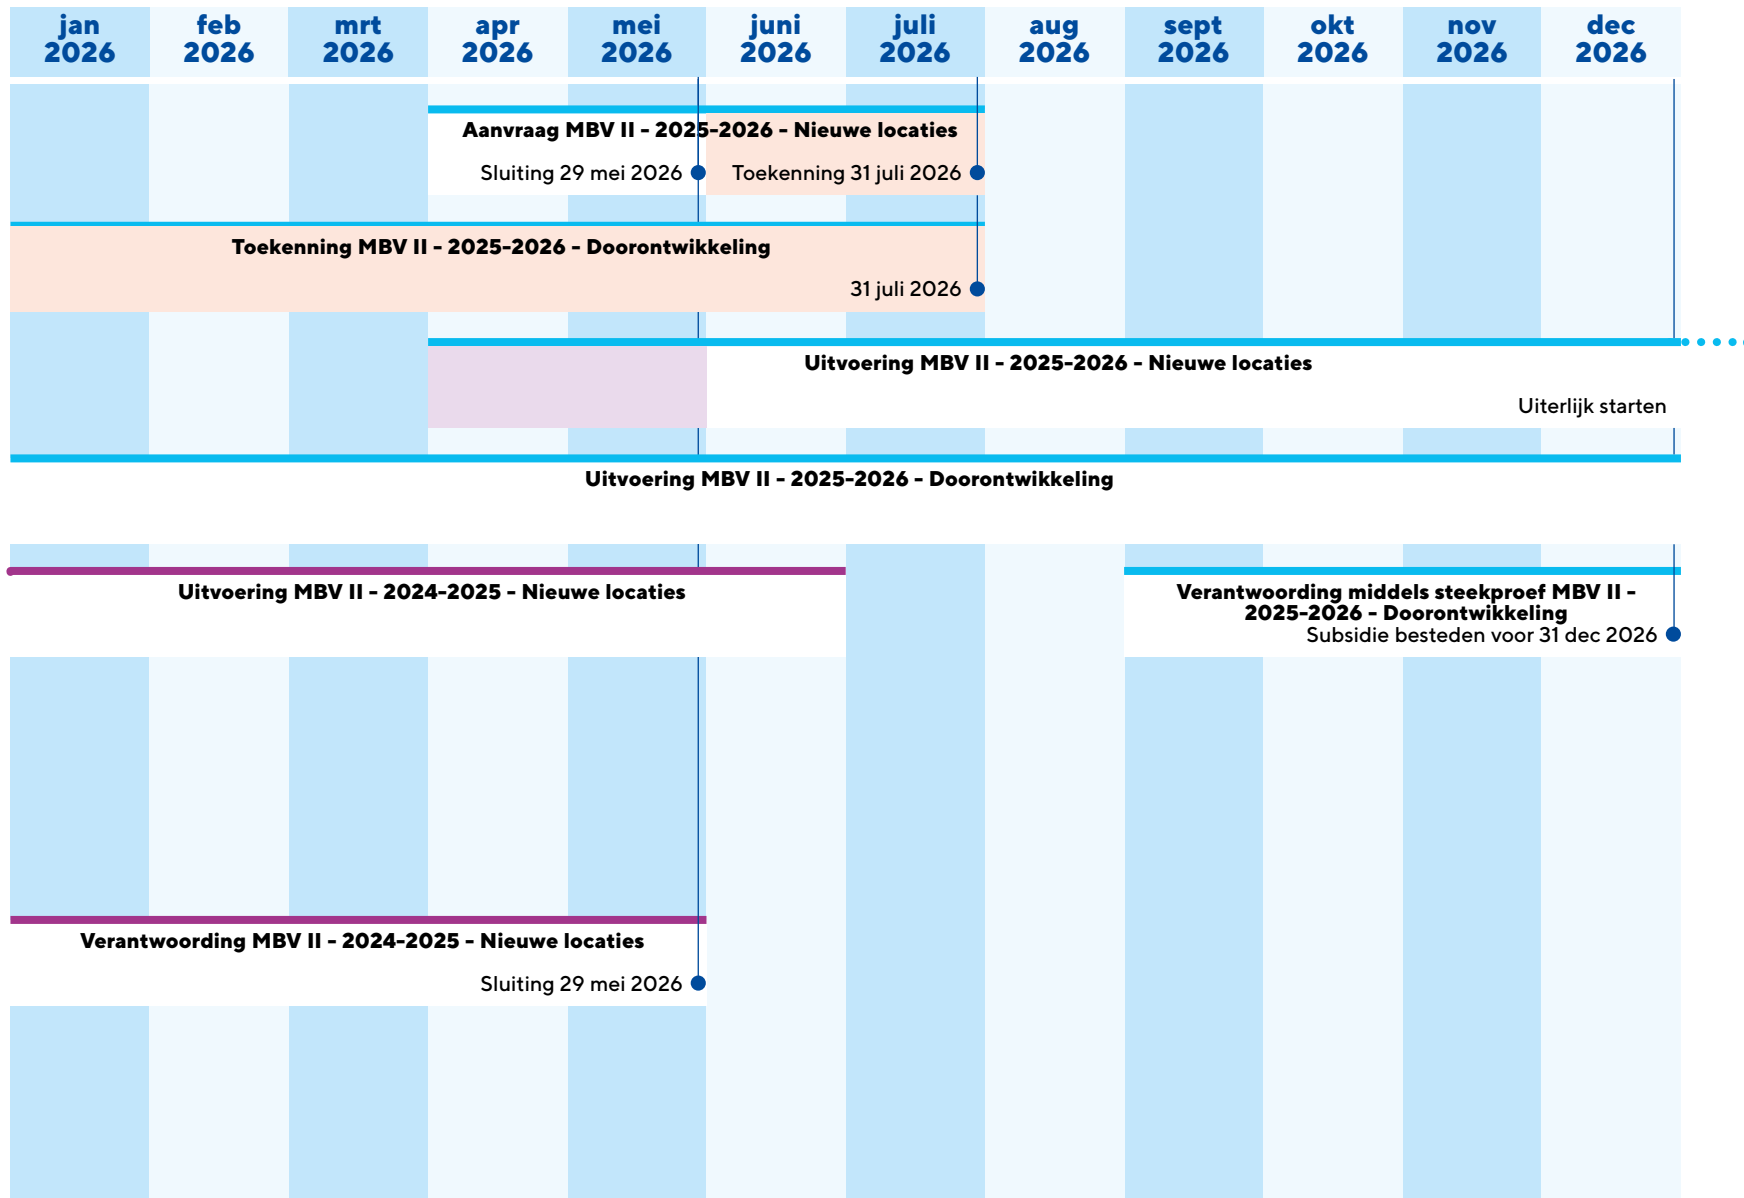 jan feb mrt apr mei juni juli aug sept okt nov dec
2026 2026 2026 2026 2026 2026 2026 2026 2026 2026 2026 2026
Aanvraag MBV II - 2025-2026 - Nieuwe locaties
Sluiting 29 mei 2026 Toekenning 31 juli 2026
Toekenning MBV II - 2025-2026 - Doorontwikkeling
31 juli 2026
Uitvoering MBV II - 2025-2026 - Nieuwe locaties
Uiterlijk starten
Uitvoering MBV II - 2025-2026 - Doorontwikkeling
Uitvoering MBV II - 2024-2025 - Nieuwe locaties
Verantwoording middels steekproef MBV II -
2025-2026 - Doorontwikkeling
Subsidie besteden voor 31 dec 2026
Verantwoording MBV II - 2024-2025 - Nieuwe locaties
Sluiting 29 mei 2026